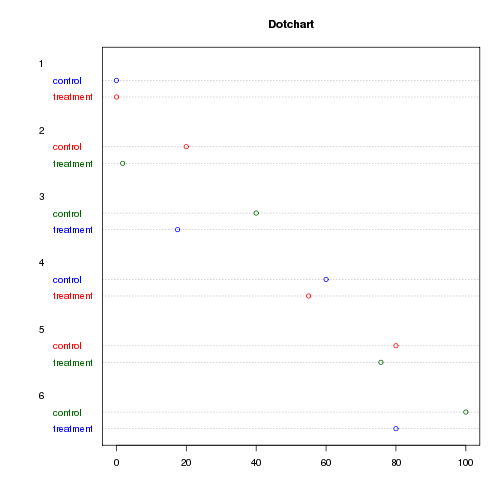 Dotchart
1
control
treatment
2
control
treatment
3
control
treatment
4
control
treatment
5
control
treatment
6
control
treatment
0 20 40 60 80 100